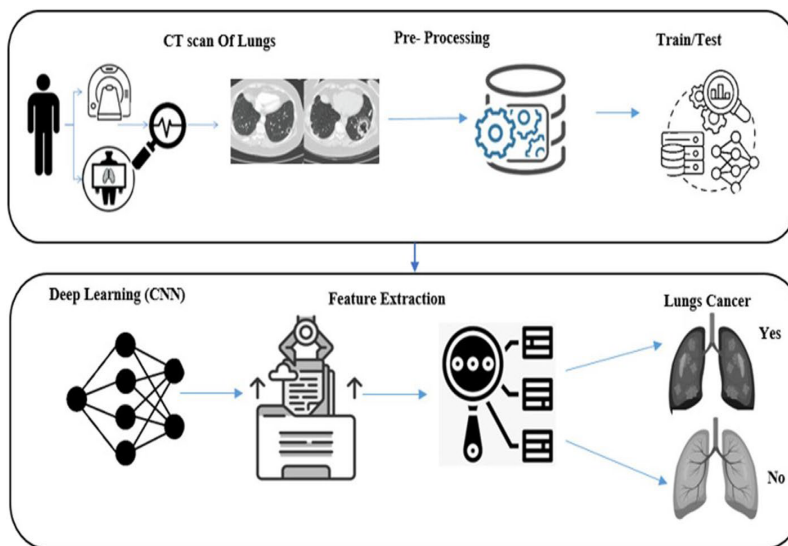 CT scan Of Lungs
Pre- Processing
Train/Test
Deep Learning (CNN)
Feature Extraction
Lungs Cancer
Yes
No